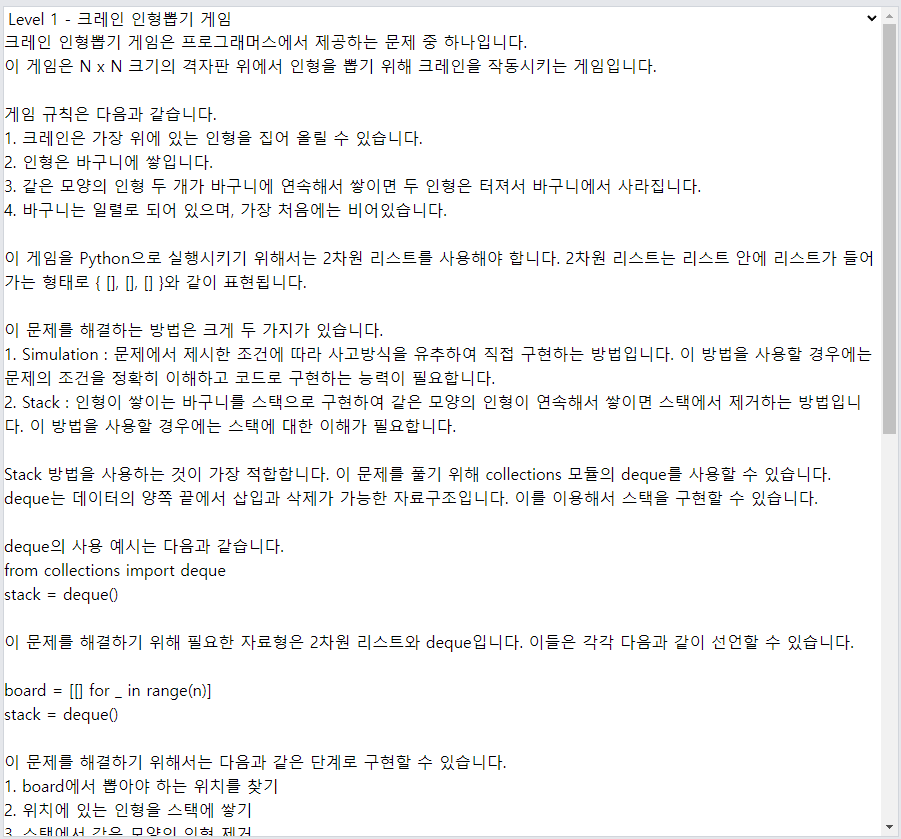 Level 1 - 크레인 인형뽑기 게임
크레인 인형뽑기 게임은 프로그래머스에서 제공하는 문제 중 하나입니다.
이 게임은 N x N 크기의 격자판 위에서 인형을 뽑기 위해 크레인을 작동시키는 게임입니다.
게임 규칙은 다음과 같습니다.
1. 크레인은 가장 위에 있는 인형을 집어 올릴 수 있습니다.
2. 인형은 바구니에 쌓입니다.
3. 같은 모양의 인형 두 개가 바구니에 연속해서 쌓이면 두 인형은 터져서 바구니에서 사라집니다.
4. 바구니는 일렬로 되어 있으며, 가장 처음에는 비어있습니다.
이 게임을 Python으로 실행시키기 위해서는 2차원 리스트를 사용해야 합니다. 2차원 리스트는 리스트 안에 리스트가 들어
가는 형태로 { [], [], [] }와 같이 표현됩니다.
이 문제를 해결하는 방법은 크게 두 가지가 있습니다.
1. Simulation : 문제에서 제시한 조건에 따라 사고방식을 유추하여 직접 구현하는 방법입니다. 이 방법을 사용할 경우에는
문제의 조건을 정확히 이해하고 코드로 구현하는 능력이 필요합니다.
2. Stack : 인형이 쌓이는 바구니를 스택으로 구현하여 같은 모양의 인형이 연속해서 쌓이면 스택에서 제거하는 방법입니
다. 이 방법을 사용할 경우에는 스택에 대한 이해가 필요합니다.
Stack 방법을 사용하는 것이 가장 적합합니다. 이 문제를 풀기 위해 collections 모듈의 deque를 사용할 수 있습니다.
deque는 데이터의 양쪽 끝에서 삽입과 삭제가 가능한 자료구조입니다. 이를 이용해서 스택을 구현할 수 있습니다.
deque의 사용 예시는 다음과 같습니다.
from collections import deque
stack = deque()
이 문제를 해결하기 위해 필요한 자료형은 2차원 리스트와 deque입니다. 이들은 각각 다음과 같이 선언할 수 있습니다.
board = [[] for _ in range(n)]
stack = deque()
이 문제를 해결하기 위해서는 다음과 같은 단계로 구현할 수 있습니다.
1. board에서 뽑아야 하는 위치를 찾기
2. 위치에 있는 인형을 스택에 쌓기
3. 스택에서 같은 모양의 인형 제거